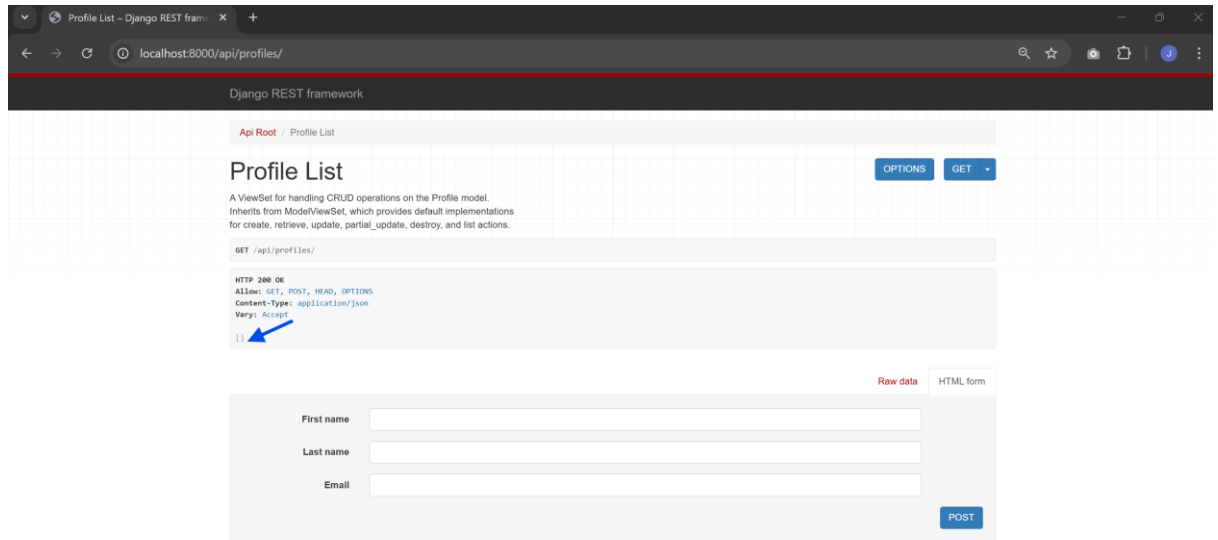 Profile List – Django REST frame
localhost:8000/api/profiles/
J
Django REST framework
Api Root / Profile List
Profile List
OPTIONS
GET
A ViewSet for handling CRUD operations on the Profile model.
Inherits from ModelViewSet, which provides default implementations
for create, retrieve, update, partial_update, destroy, and list actions.
GET /api/profiles/
HTTP 200 OK
Allow: GET, POST, HEAD, OPTIONS
Content-Type: application/json
Vary: Accept
[]
Raw data
HTML form
First name
Last name
Email
POST